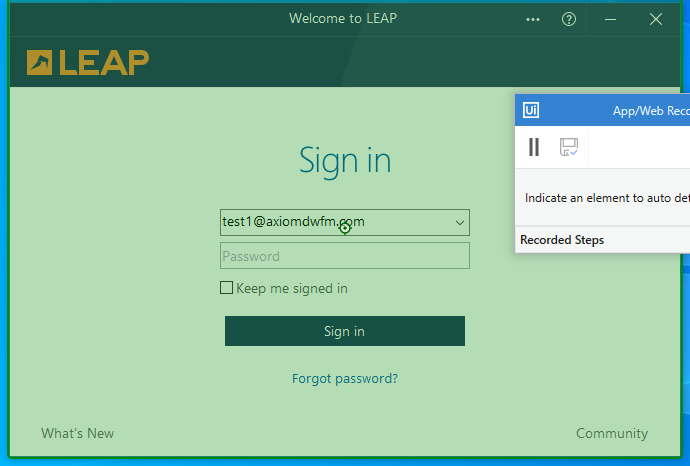 Welcome to LEAP
LEAP
Ui
App/Web Reco
Sign in
Indicate an element to auto det
test1@axiomdwfm.com
Recorded Steps
Password
Keep me signed in
Sign in
Forgot password?
What's New
Community